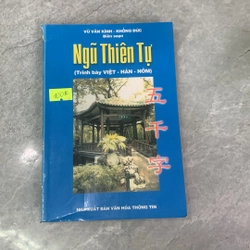 VŨ VĂN KÍNH - KHỔNG ĐỨC
Biên soạn
Ngũ Thiên Tự
(Trình bày VIỆT - HÁN - NÔM)
五千字
NHÀ XUẤT BẢN VĂN HÓA THÔNG TIN